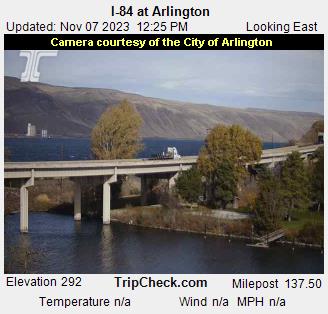 I-84 at Arlington
Updated: Nov 07 2023 12:25 PM Looking East
Camera courtesy of the City of Arlington
Elevation 292 TripCheck.com Milepost 137.50
Temperature n/a Wind n/a MPH n/a